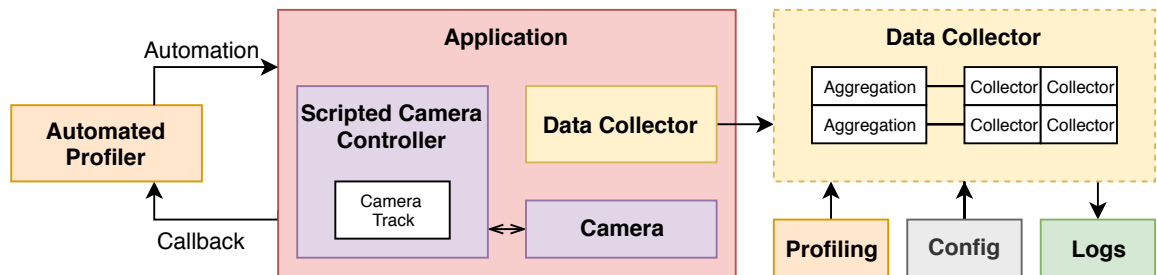 Automation
Automated
Profiler
Callback
Application
Scripted Camera
Controller
Camera
Track
Data Collector
Camera
Data Collector
Aggregation
Collector
Collector
Aggregation
Collector
Collector
Profiling
Config
Logs